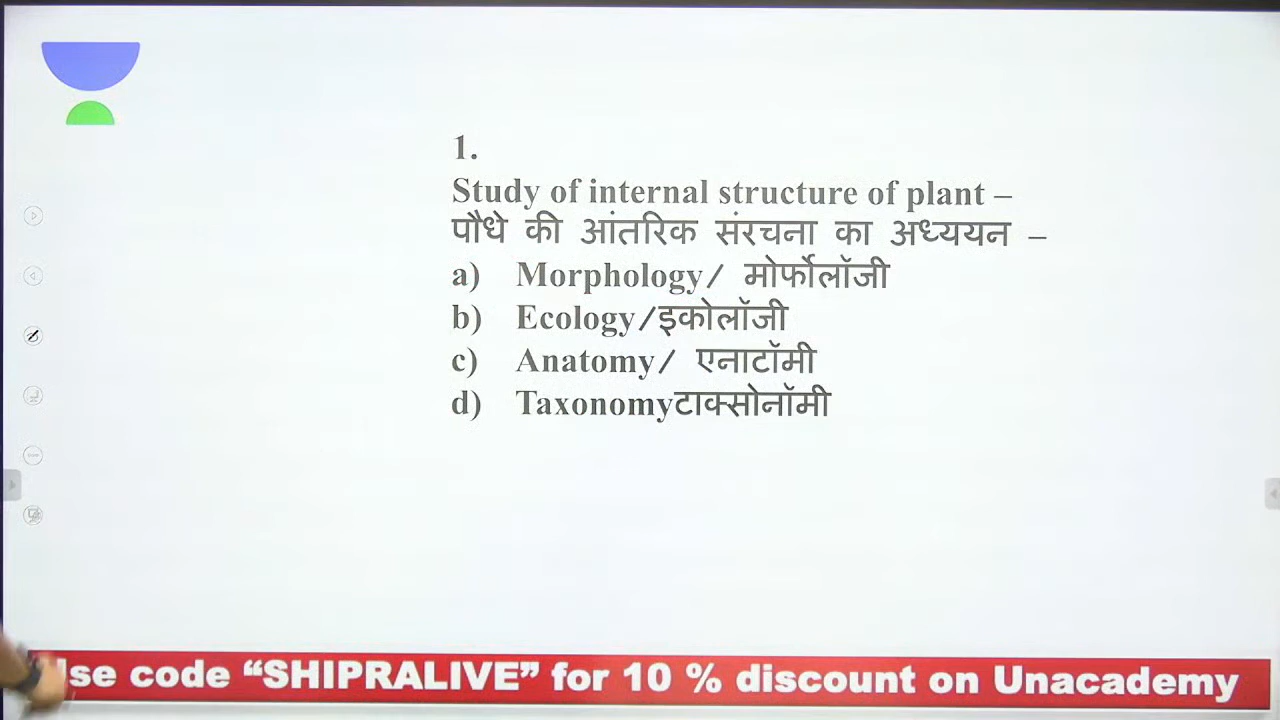 1.
Study of internal structure of plant –
पौधे की आंतरिक संरचना का अध्ययन –
a) Morphology/ मोर्फोलॉजी
b) Ecology/इकोलॉजी
c) Anatomy/ एनाटॉमी
d) Taxonomyटाक्सोनॉमी
code “SHIPRALIVE” for 10 % discount on Unacademy